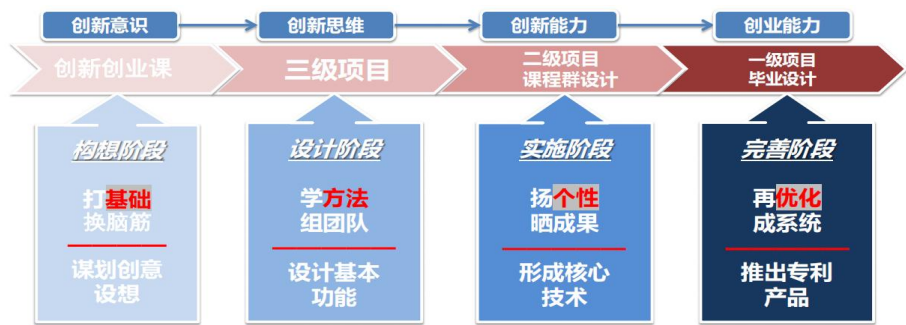 创新意识
创新思维
创新能力
创业能力
创新创业课
三级项目
二级项目
课程群设计
一级项目
毕业设计
构想阶段
打基础
换脑筋
谋划创意
设想
设计阶段
学方法
组团队
设计基本
功能
实施阶段
扬个性
晒成果
形成核心
技术
完善阶段
再优化
成系统
推出专利
产品